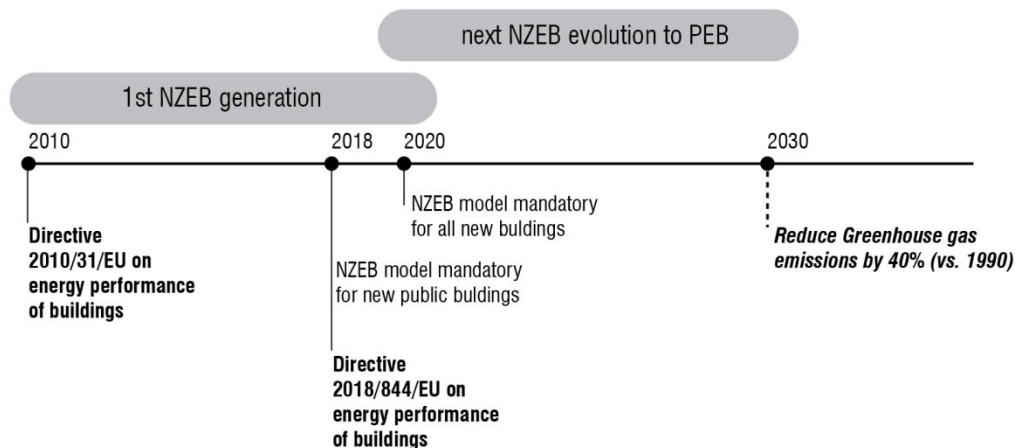 next NZEB evolution to PEB
1st NZEB generation
2010
2018
2020
2030
NZEB model mandatory
for all new buldings
Directive
2010/31/EU on
energy performance
of buildings
NZEB model mandatory
for new public buldings
Reduce Greenhouse gas
emissions by 40% (vs. 1990)
Directive
2018/844/EU on
energy performance
of buildings